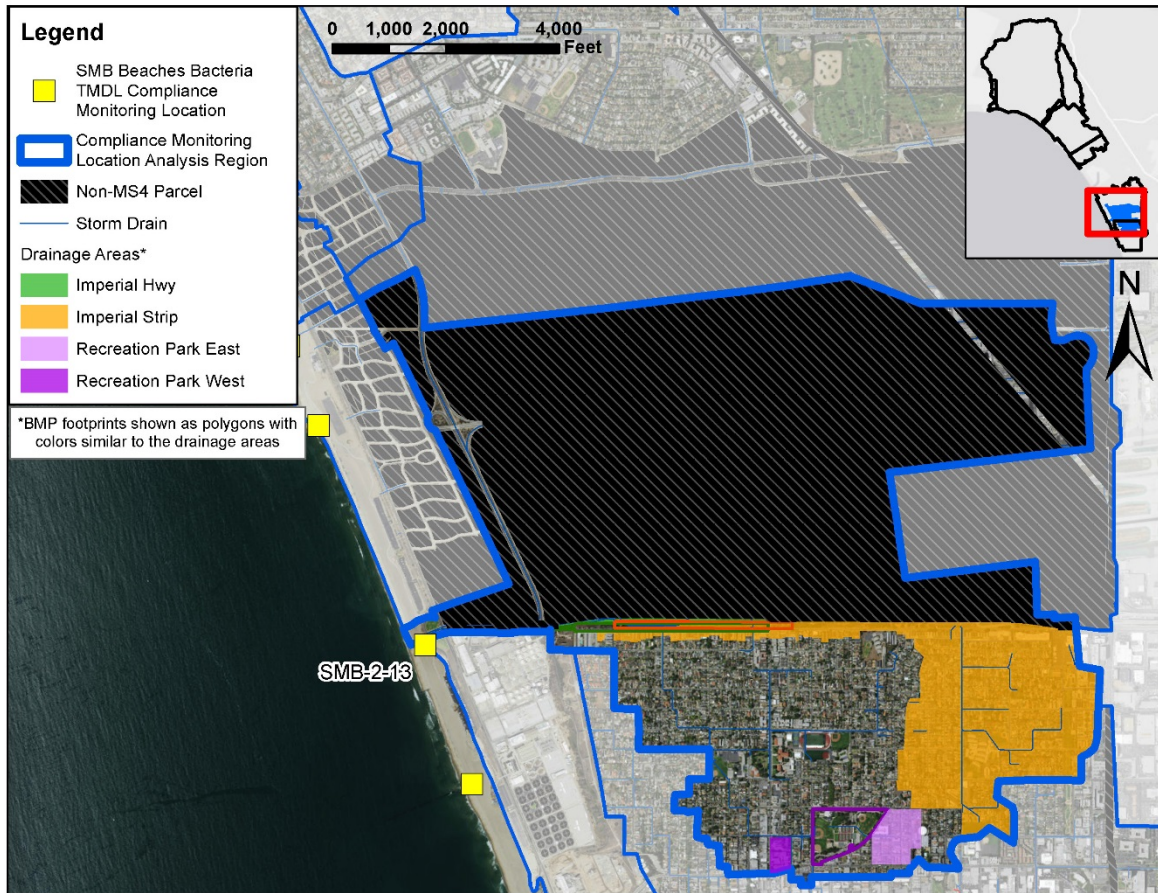 Legend
SMB Beaches Bacteria
TMDL Compliance
Monitoring Location
Compliance Monitoring
Location Analysis Region
Non-MS4 Parcel
Storm Drain
Drainage Areas*
Imperial Hwy
Imperial Strip
Recreation Park East
Recreation Park West
*BMP footprints shown as polygons with
colors similar to the drainage areas
0 1,000 2,000 4,000
Feet
N
SMB-2-13